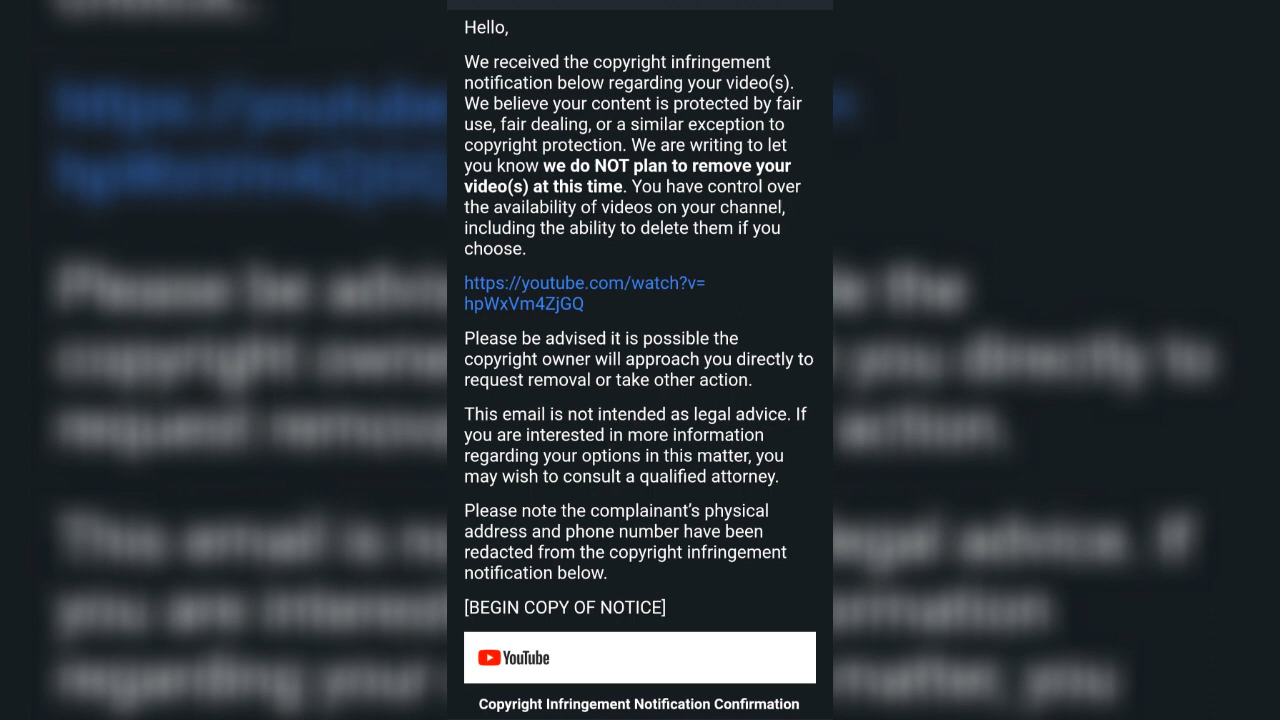 Hello,
We received the copyright infringement
notification below regarding your video(s).
We believe your content is protected by fair
use, fair dealing, or a similar exception to
copyright protection. We are writing to let
you know we do NOT plan to remove your
video(s) at this time. You have control over
the availability of videos on your channel,
including the ability to delete them if you
choose.
https://youtube.com/watch?v=
hpWxVm4ZjGQ
Please be advised it is possible the
copyright owner will approach you directly to
request removal or take other action.
This email is not intended as legal advice. If
you are interested in more information
regarding your options in this matter, you
may wish to consult a qualified attorney.
Please note the complainant’s physical
address and phone number have been
redacted from the copyright infringement
notification below.
[BEGIN COPY OF NOTICE]
YouTube
Copyright Infringement Notification Confirmation